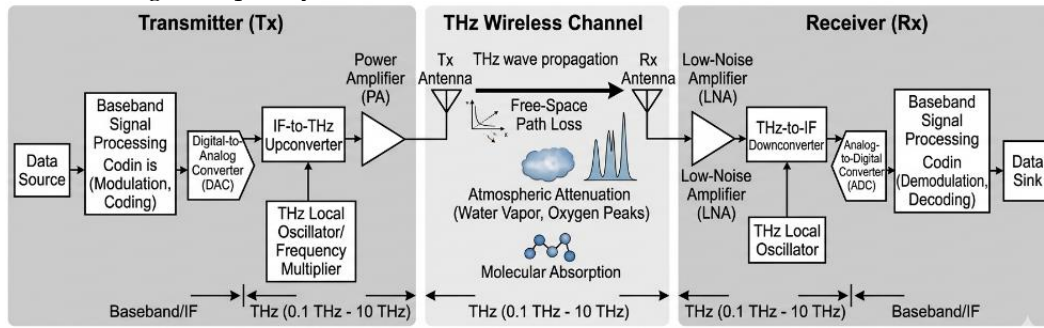 Transmitter (Tx)
THz Wireless Channel
Receiver (Rx)
Data
Source
Baseband
Signal
Processing
Codin is
(Modulation,
Coding)
Digital-to-
Analog
Converter
(DAC)
IF-to-THz
Upconverter
THz Local
Oscillator/
Frequency
Multiplier
Power
Amplifier
(PA)
Tx
Antenna
THz wave propagation
Free-Space
Path Loss
Atmospheric Attenuation
(Water Vapor, Oxygen Peaks)
Molecular Absorption
Rx
Antenna
Low-Noise
Amplifier
(LNA)
Low-Noise
Amplifier
(LNA)
THz-to-IF
Downconverter
THz Local
Oscillator
Analog-
to-Digital
Converter
(ADC)
Baseband
Signal
Processing
Codin
(Demodulation,
Decoding)
Data
Sink
Baseband/IF
THz (0.1 THz - 10 THz)
THz (0.1 THz - 10 THz)
THz (0.1 THz - 10 THz)
Baseband/IF